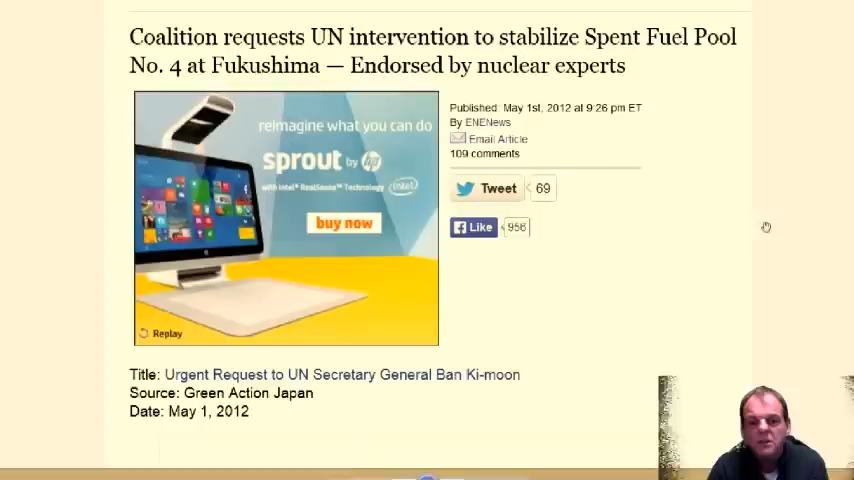 Coalition requests UN intervention to stabilize Spent Fuel Pool
No. 4 at Fukushima — Endorsed by nuclear experts
reimagine what you can do
sprout by hp
with Intel® RealSense™ Technology intel
buy now
Replay
Published: May 1st, 2012 at 9:26 pm ET
By ENENews
Email Article
109 comments
Tweet 69
Like 956
Title: Urgent Request to UN Secretary General Ban Ki-moon
Source: Green Action Japan
Date: May 1, 2012